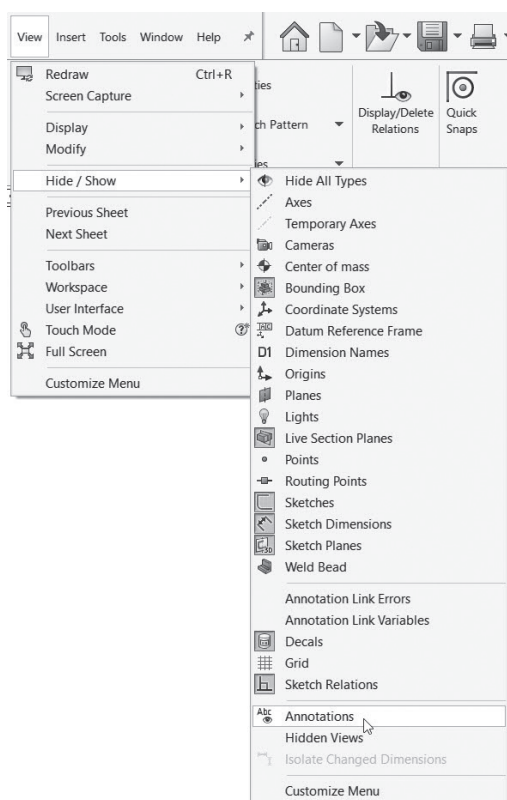 View Insert Tools Window Help
Redraw Ctrl+R
Screen Capture
Display
Modify
Hide / Show
Previous Sheet
Next Sheet
Toolbars
Workspace
User Interface
Touch Mode
Full Screen
Customize Menu
ties
ch Pattern
ies
Display/Delete
Relations
Quick
Snaps
Hide All Types
Axes
Temporary Axes
Cameras
Center of mass
Bounding Box
Coordinate Systems
Datum Reference Frame
D1 Dimension Names
Origins
Planes
Lights
Live Section Planes
Points
Routing Points
Sketches
Sketch Dimensions
3D Sketch Planes
Weld Bead
Annotation Link Errors
Annotation Link Variables
Decals
Grid
Sketch Relations
Abc Annotations
Hidden Views
Isolate Changed Dimensions
Customize Menu